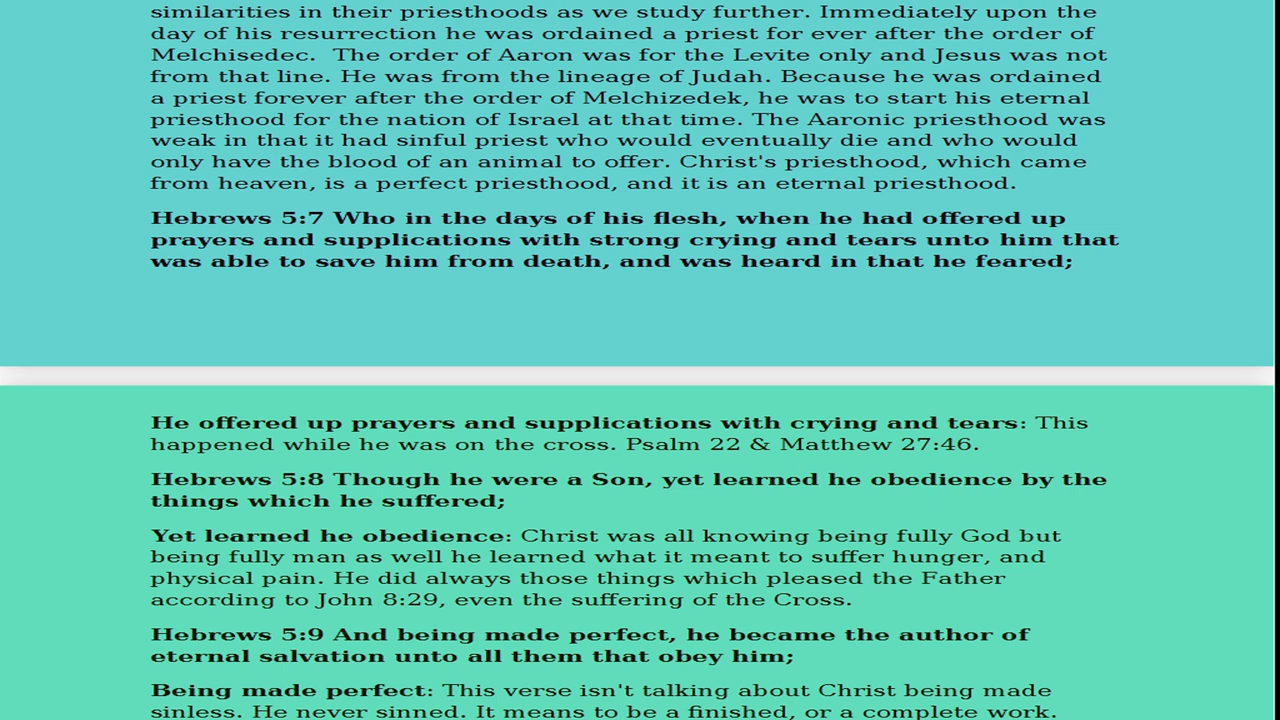 similarities in their priesthoods as we study further. Immediately upon the
day of his resurrection he was ordained a priest for ever after the order of
Melchisedec.  The order of Aaron was for the Levite only and Jesus was not
from that line. He was from the lineage of Judah. Because he was ordained
a priest forever after the order of Melchizedek, he was to start his eternal
priesthood for the nation of Israel at that time. The Aaronic priesthood was
weak in that it had sinful priest who would eventually die and who would
only have the blood of an animal to offer. Christ's priesthood, which came
from heaven, is a perfect priesthood, and it is an eternal priesthood.
Hebrews 5:7 Who in the days of his flesh, when he had offered up
prayers and supplications with strong crying and tears unto him that
was able to save him from death, and was heard in that he feared;
He offered up prayers and supplications with crying and tears: This
happened while he was on the cross. Psalm 22 & Matthew 27:46.
Hebrews 5:8 Though he were a Son, yet learned he obedience by the
things which he suffered;
Yet learned he obedience: Christ was all knowing being fully God but
being fully man as well he learned what it meant to suffer hunger, and
physical pain. He did always those things which pleased the Father
according to John 8:29, even the suffering of the Cross.
Hebrews 5:9 And being made perfect, he became the author of
eternal salvation unto all them that obey him;
Being made perfect: This verse isn't talking about Christ being made
sinless. He never sinned. It means to be a finished, or a complete work.